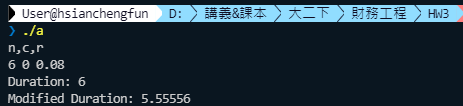 User@hsianchengfun D: 講義&課本 大二下 財務工程 HW3
❯ ./a
n,c,r
6 0 0.08
Duration: 6
Modified Duration: 5.55556